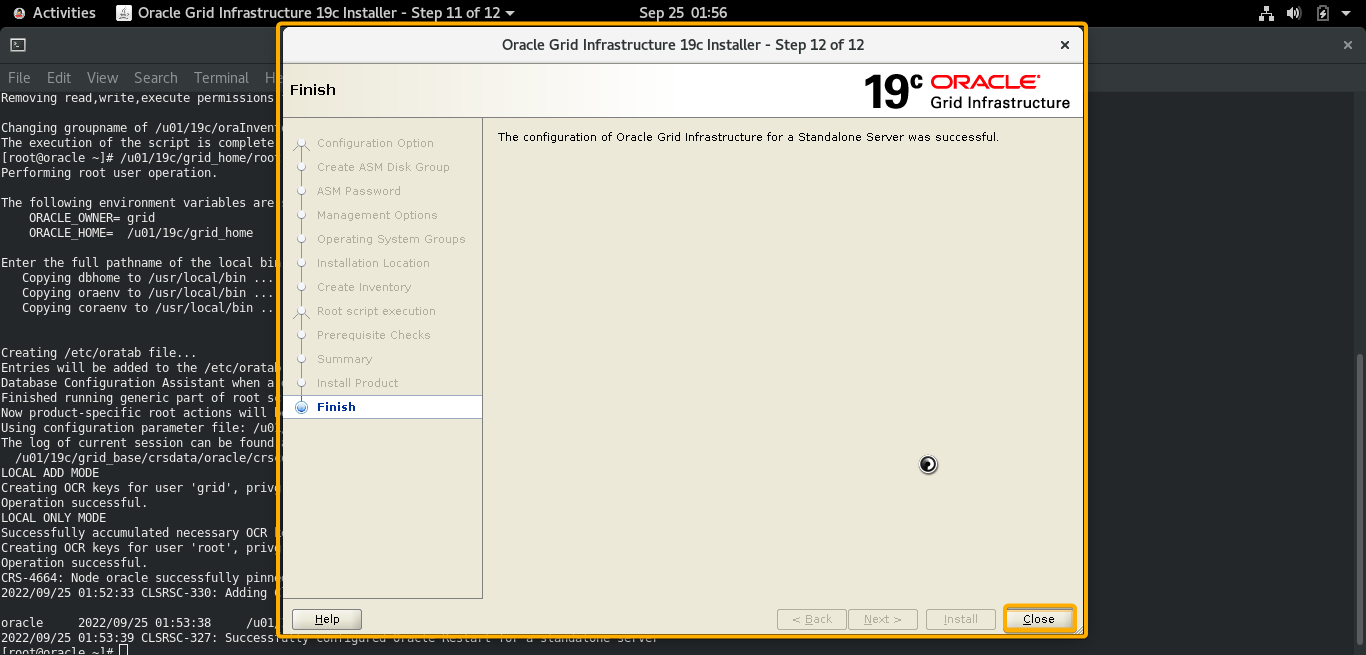 Activities
Oracle Grid Infrastructure 19c Installer - Step 11 of 12
Sep 25 01:56
File Edit View Search Terminal
Removing read,write,execute permissions
Changing groupname of /u01/19c/
The execution of the script is complete
[root@oracle ~]# /u01/19c/grid_home/
Performing root user operation.
The following environment variables are
ORACLE_OWNER= grid
ORACLE_HOME= /u01/19c/grid_home
Enter the full pathname of the local bin
Copying dbhome to /usr/local/bin ...
Copying oraenv to /usr/local/bin ...
Copying coraenv to /usr/local/bin ..
Creating /etc/oratab file...
Entries will be added to the /etc/oratab
Database Configuration Assistant when a
Finished running generic part of root
Now product-specific root actions will
Using configuration parameter file:
The log of current session can be found
/u01/19c/grid_base/crsdata/oracle/
LOCAL ADD MODE
Creating OCR keys for user 'grid',
Operation successful.
LOCAL ONLY MODE
Successfully accumulated necessary OCR
Creating OCR keys for user 'root',
Operation successful.
CRS-4664: Node oracle successfully
2022/09/25 01:52:33 CLSRSC-330: Adding
oracle 2022/09/25 01:53:38
2022/09/25 01:53:39 CLSRSC-327: Successfully configured Oracle Restart for a standalone server
[root@oracle ~]#
Oracle Grid Infrastructure 19c Installer - Step 12 of 12
Finish
19c ORACLE
Grid Infrastructure
Configuration Option
Create ASM Disk Group
ASM Password
Management Options
Operating System Groups
Installation Location
Create Inventory
Root script execution
Prerequisite Checks
Summary
Install Product
Finish
The configuration of Oracle Grid Infrastructure for a Standalone Server was successful.
Help
< Back Next > Install Close